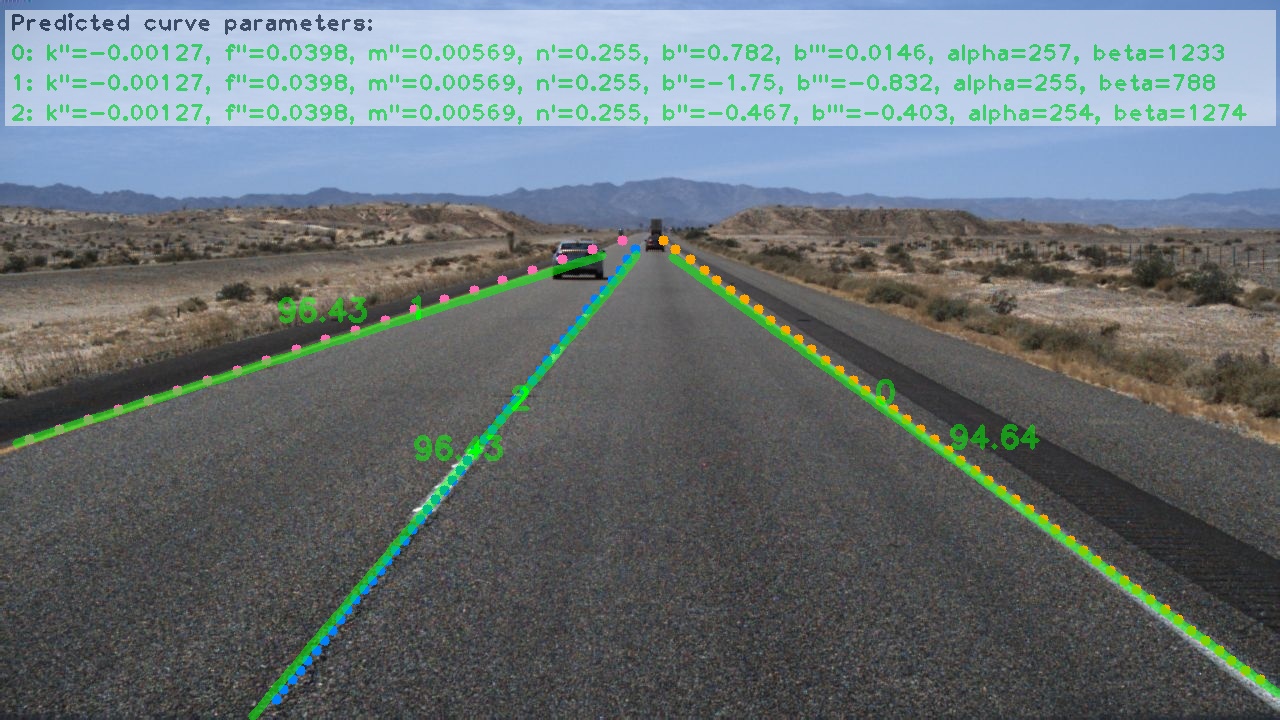 Predicted curve parameters:
0: k''=-0.00127, f''=0.0398, m''=0.00569, n'=0.255, b''=0.782, b'''=0.0146, alpha=257, beta=1233
1: k''=-0.00127, f''=0.0398, m''=0.00569, n'=0.255, b''=-1.75, b'''=-0.832, alpha=255, beta=788
2: k''=-0.00127, f''=0.0398, m''=0.00569, n'=0.255, b''=-0.467, b'''=-0.403, alpha=254, beta=1274
96.43 1
2
0
96.43
94.64